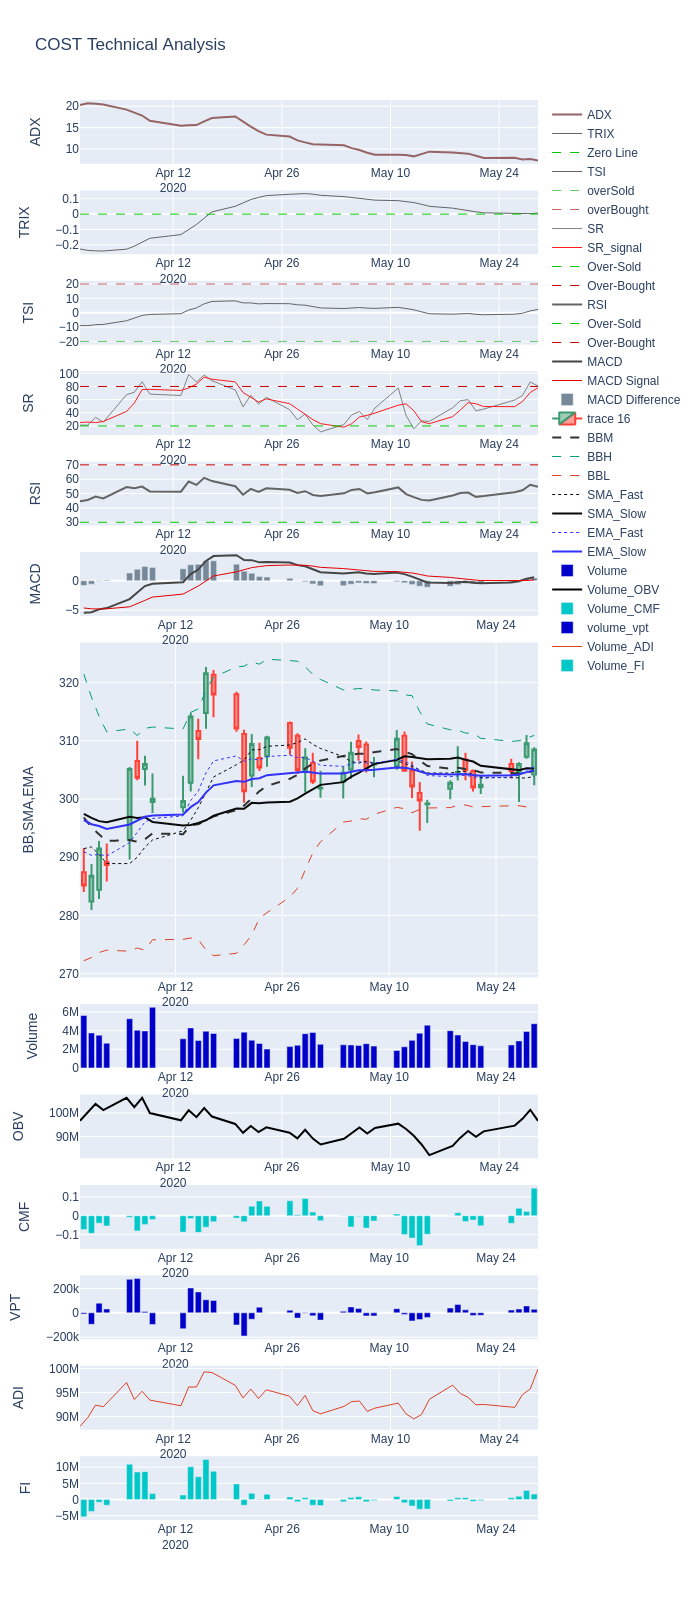 COST Technical Analysis
ADX
20
15
10
Apr 12
2020
Apr 26
May 10
May 24
TRIX
0.1
0
−0.1
−0.2
Apr 12
2020
Apr 26
May 10
May 24
TSI
20
10
0
−10
−20
Apr 12
2020
Apr 26
May 10
May 24
SR
100
80
60
40
20
Apr 12
2020
Apr 26
May 10
May 24
RSI
70
60
50
40
30
Apr 12
2020
Apr 26
May 10
May 24
MACD
0
−5
Apr 12
2020
Apr 26
May 10
May 24
BB,SMA,EMA
320
310
300
290
280
270
Apr 12
2020
Apr 26
May 10
May 24
Volume
6M
4M
2M
0
Apr 12
2020
Apr 26
May 10
May 24
OBV
100M
90M
Apr 12
2020
Apr 26
May 10
May 24
CMF
0.1
0
−0.1
Apr 12
2020
Apr 26
May 10
May 24
VPT
200k
0
−200k
Apr 12
2020
Apr 26
May 10
May 24
ADI
100M
95M
90M
Apr 12
2020
Apr 26
May 10
May 24
FI
10M
5M
0
−5M
Apr 12
2020
Apr 26
May 10
May 24
ADX
TRIX
Zero Line
TSI
overSold
overBought
SR
SR_signal
Over-Sold
Over-Bought
RSI
Over-Sold
Over-Bought
MACD
MACD Signal
MACD Difference
trace 16
BBM
BBH
BBL
SMA_Fast
SMA_Slow
EMA_Fast
EMA_Slow
Volume
Volume_OBV
Volume_CMF
volume_vpt
Volume_ADI
Volume_FI